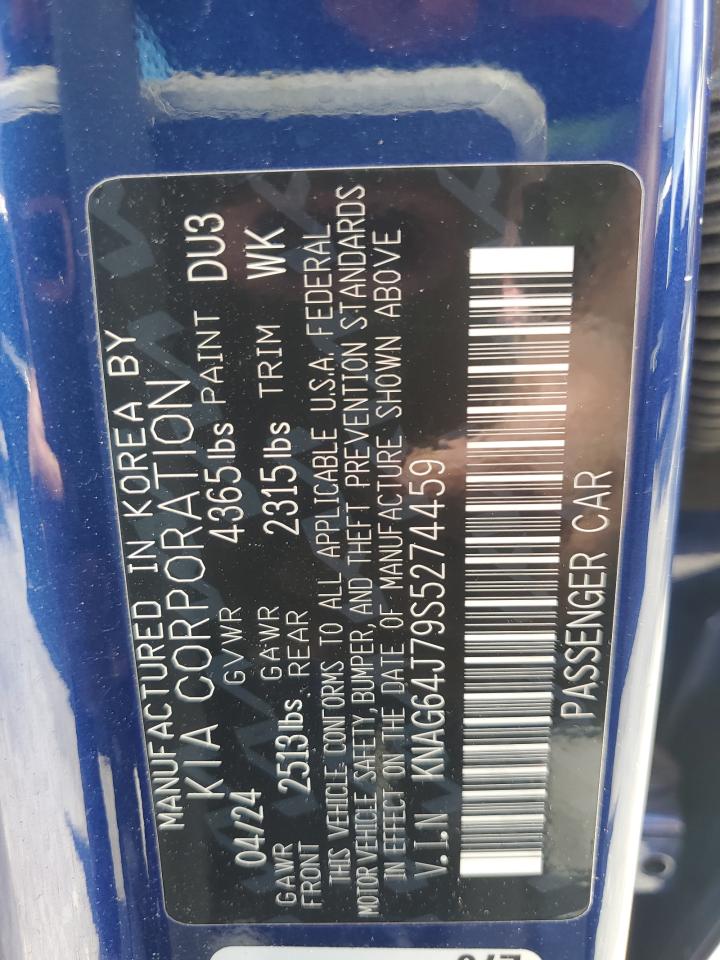 MANUFACTURED IN KOREA BY
KIA CORPORATION
04/24 GVWR 4365lbs PAINT DU3
GAWR FRONT 2513lbs. GAWR REAR 2315lbs TRIM WK
THIS VEHICLE CONFORMS TO ALL APPLICABLE U.S.A. FEDERAL
MOTOR VEHICLE SAFETY, BUMPER, AND THEFT PREVENTION STANDARDS
IN EFFECT ON THE DATE OF MANUFACTURE SHOWN ABOVE
V.I.N KNAG64J79S5274459
PASSENGER CAR